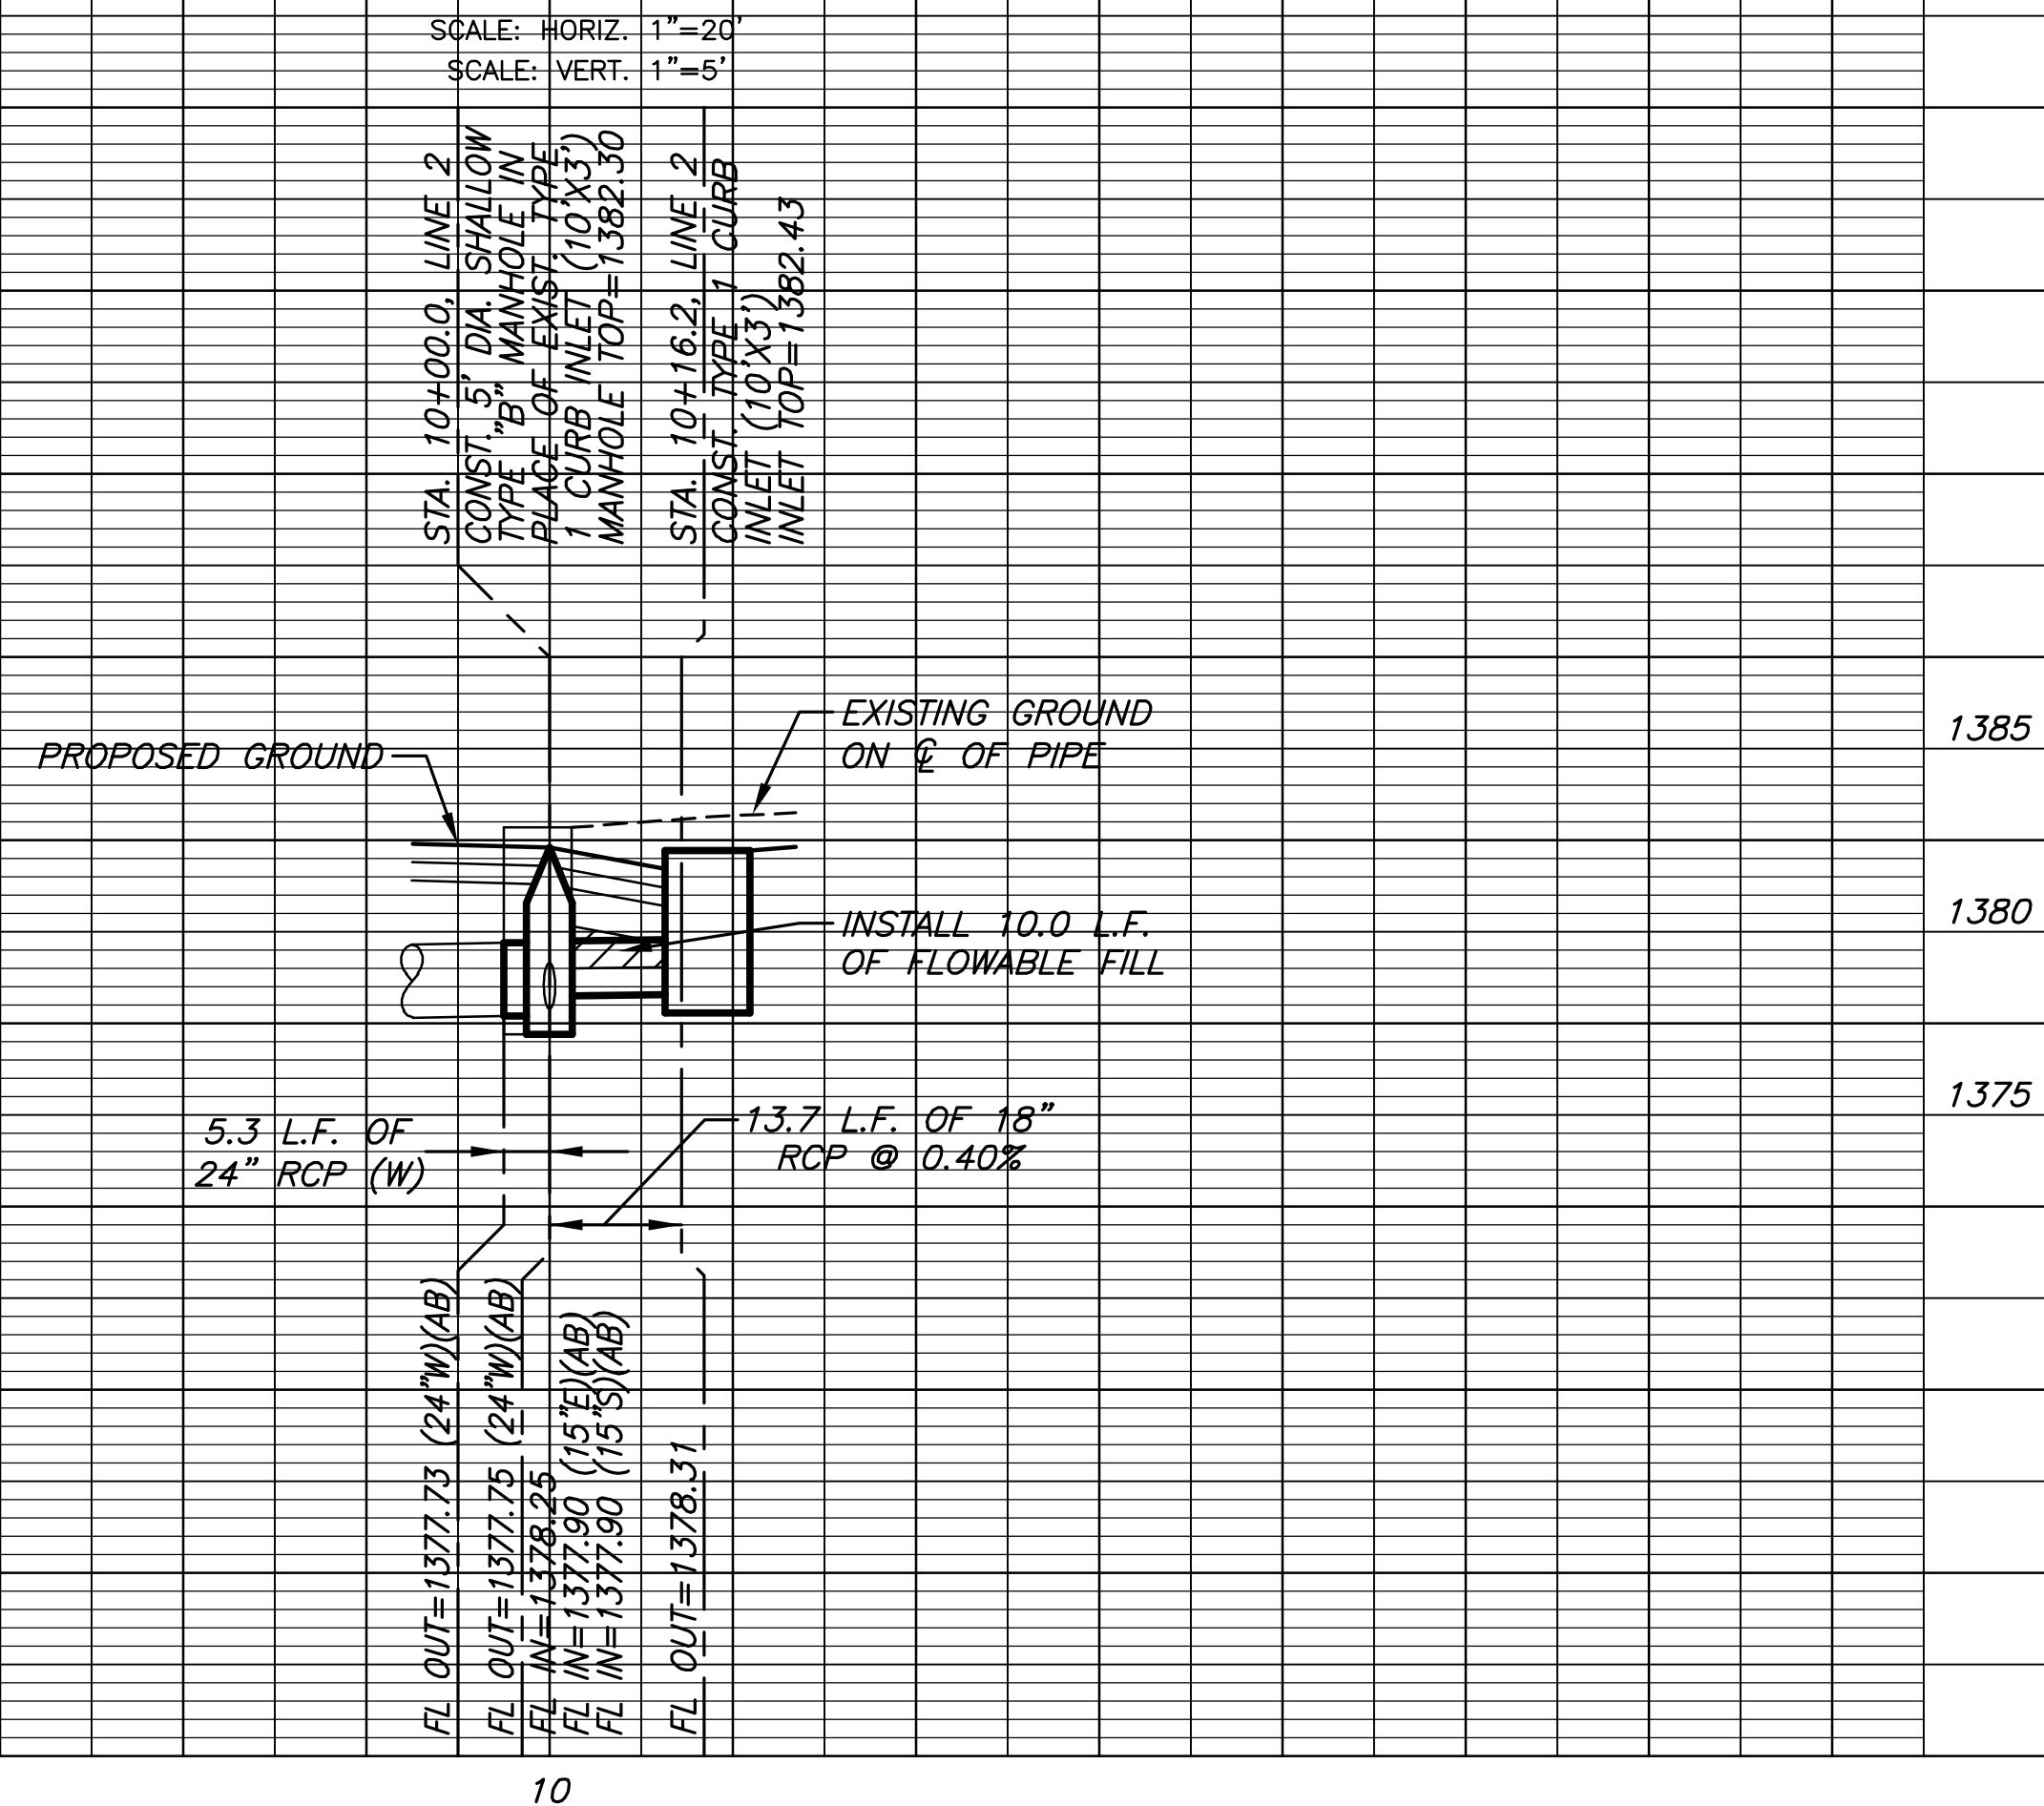 SCALE: HORIZ. 1"=20'
SCALE: VERT. 1"=5'
STA. 10+00.0, LINE 2
CONST. 5' DIA. SHALLOW
TYPE "B" MANHOLE IN
PLACE OF EXIST. TYPE
1 CURB INLET (10'X3')
MANHOLE TOP=1382.30
STA. 10+16.2, LINE 2
CONST. TYPE 1 CURB
INLET (10'X3')
INLET TOP=1382.43
EXISTING GROUND
ON ℄ OF PIPE
PROPOSED GROUND
1385
INSTALL 10.0 L.F.
OF FLOWABLE FILL
1380
1375
5.3 L.F. OF
24" RCP (W)
13.7 L.F. OF 18"
RCP @ 0.40%
FL OUT=1377.73 (24"W)(AB)
FL OUT=1377.75 (24"W)(AB)
FL IN=1378.25
FL IN=1377.90 (15"E)(AB)
FL IN=1377.90 (15"S)(AB)
FL OUT=1378.31
10